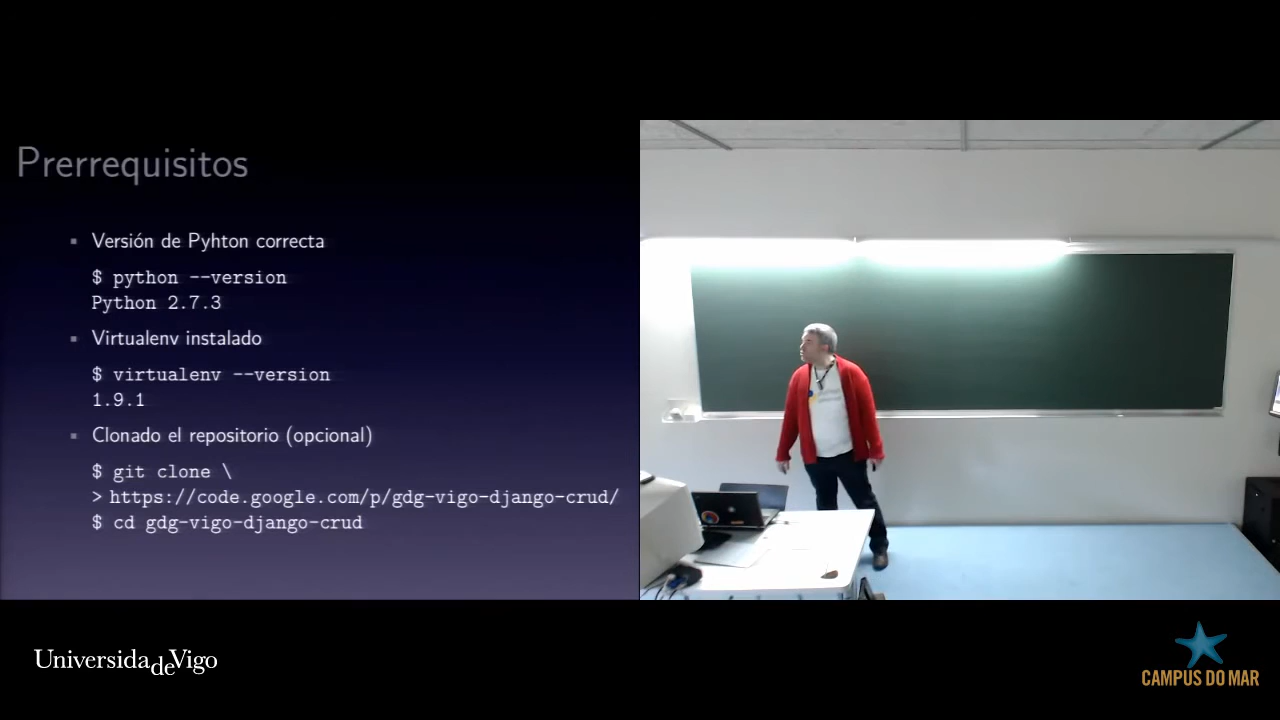 Prerrequisitos
Versión de Pyhton correcta
$ python --version
Python 2.7.3
Virtualenv instalado
$ virtualenv --version
1.9.1
Clonado el repositorio (opcional)
$ git clone \
> https://code.google.com/p/gdg-vigo-django-crud/
$ cd gdg-vigo-django-crud
UniversidadeVigo
CAMPUS DO MAR